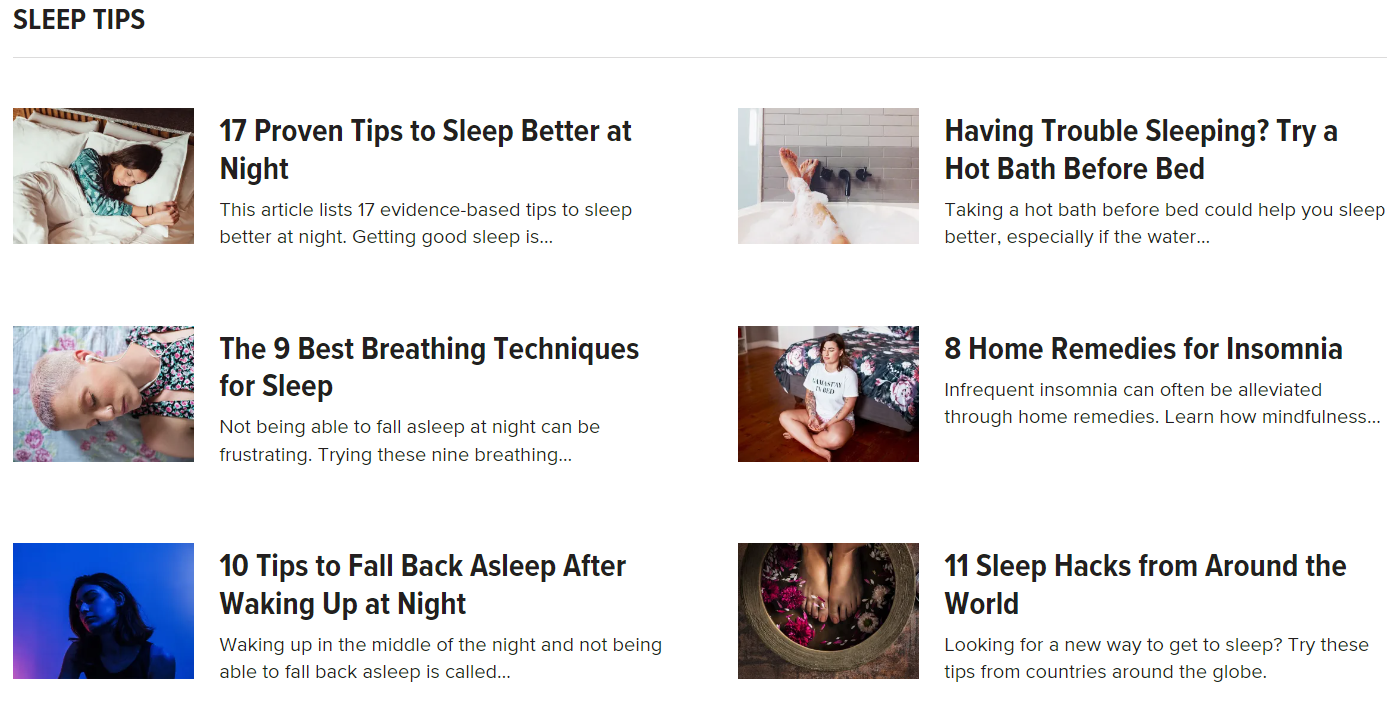 SLEEP TIPS
17 Proven Tips to Sleep Better at
Night
This article lists 17 evidence-based tips to sleep
better at night. Getting good sleep is...
Having Trouble Sleeping? Try a
Hot Bath Before Bed
Taking a hot bath before bed could help you sleep
better, especially if the water...
The 9 Best Breathing Techniques
for Sleep
Not being able to fall asleep at night can be
frustrating. Trying these nine breathing...
8 Home Remedies for Insomnia
Infrequent insomnia can often be alleviated
through home remedies. Learn how mindfulness...
NAMASTAY
IN BED
10 Tips to Fall Back Asleep After
Waking Up at Night
Waking up in the middle of the night and not being
able to fall back asleep is called...
11 Sleep Hacks from Around the
World
Looking for a new way to get to sleep? Try these
tips from countries around the globe.